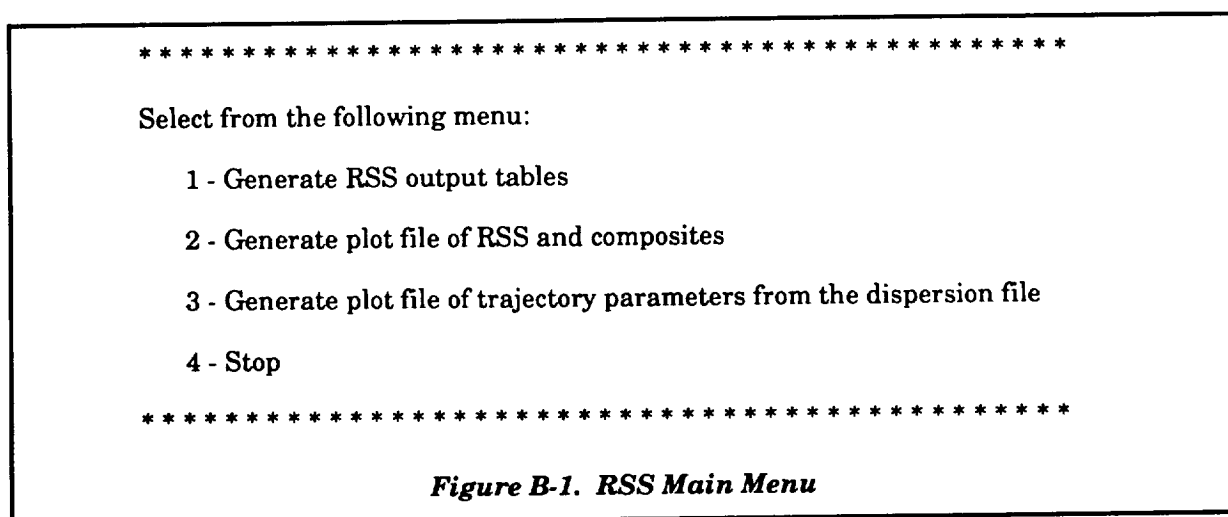 * * * * * * * * * * * * * * * * * * * * * * * * * * * * * * * * * * * * * * * * * * * * *
Select from the following menu:
1 - Generate RSS output tables
2 - Generate plot file of RSS and composites
3 - Generate plot file of trajectory parameters from the dispersion file
4 - Stop
* * * * * * * * * * * * * * * * * * * * * * * * * * * * * * * * * * * * * * * * * * * * *
Figure B-1. RSS Main Menu